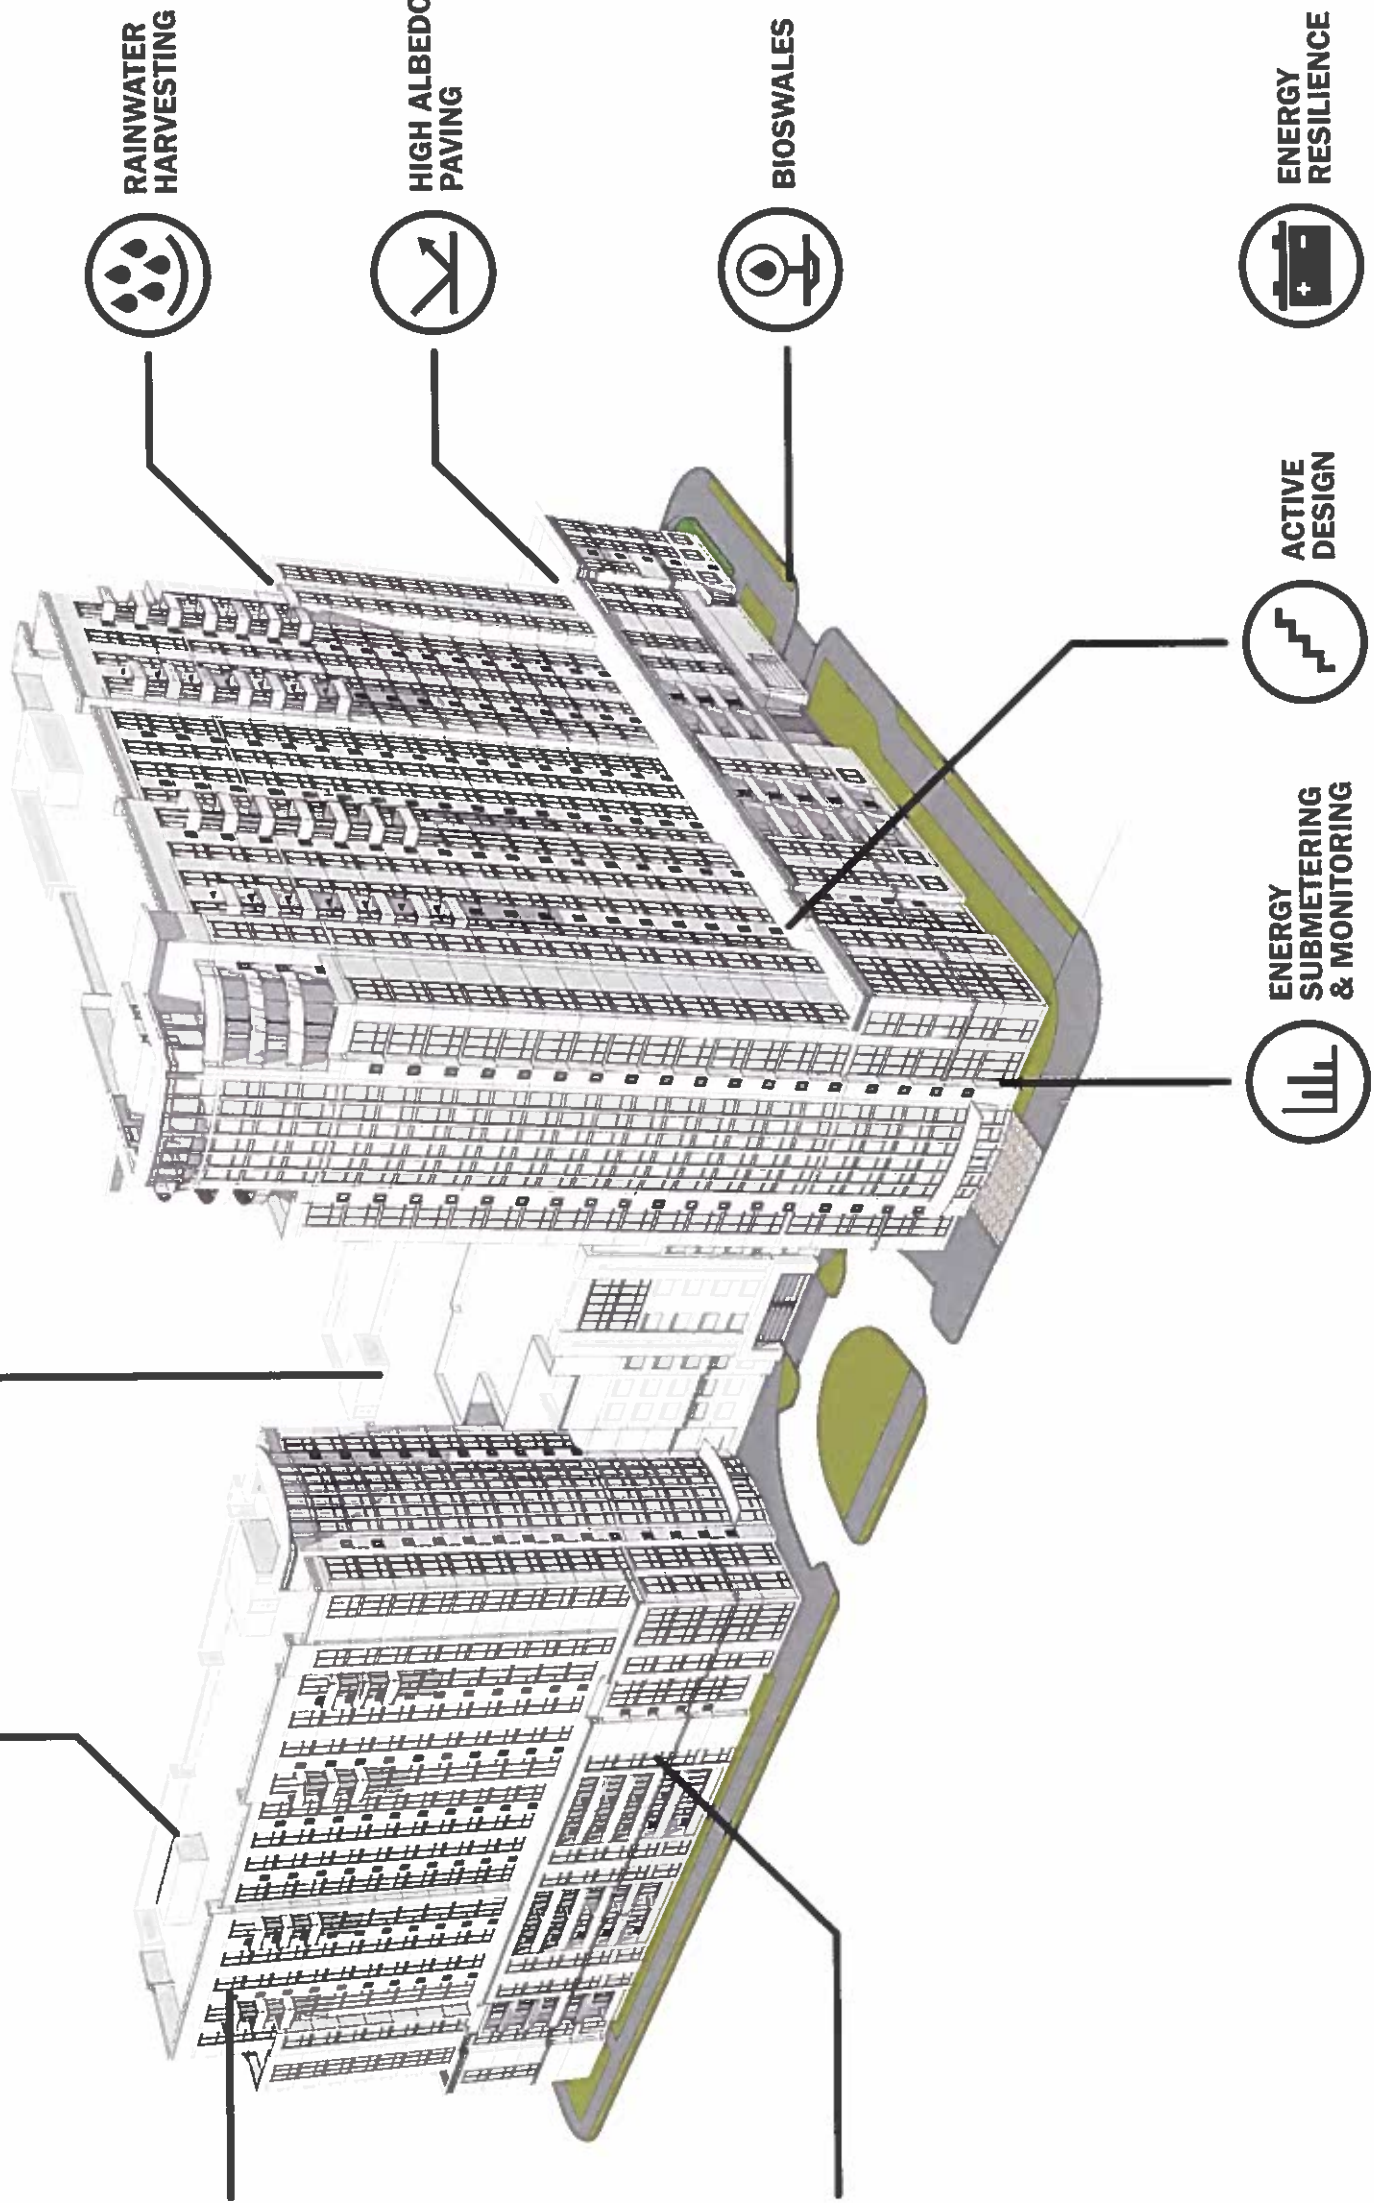 RAINWATER
HARVESTING
HIGH ALBEDO
PAVING
BIOSWALES
ENERGY
SUBMETERING
& MONITORING
ACTIVE
DESIGN
ENERGY
RESILIENCE